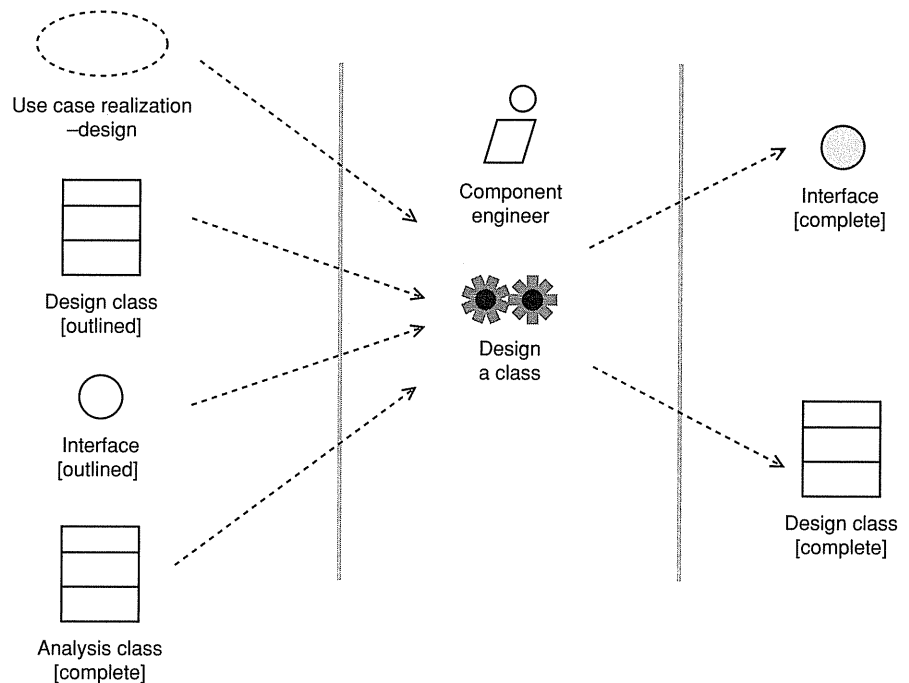 Use case realization
–design
Design class
[outlined]
Interface
[outlined]
Analysis class
[complete]
Component
engineer
Design
a class
Interface
[complete]
Design class
[complete]